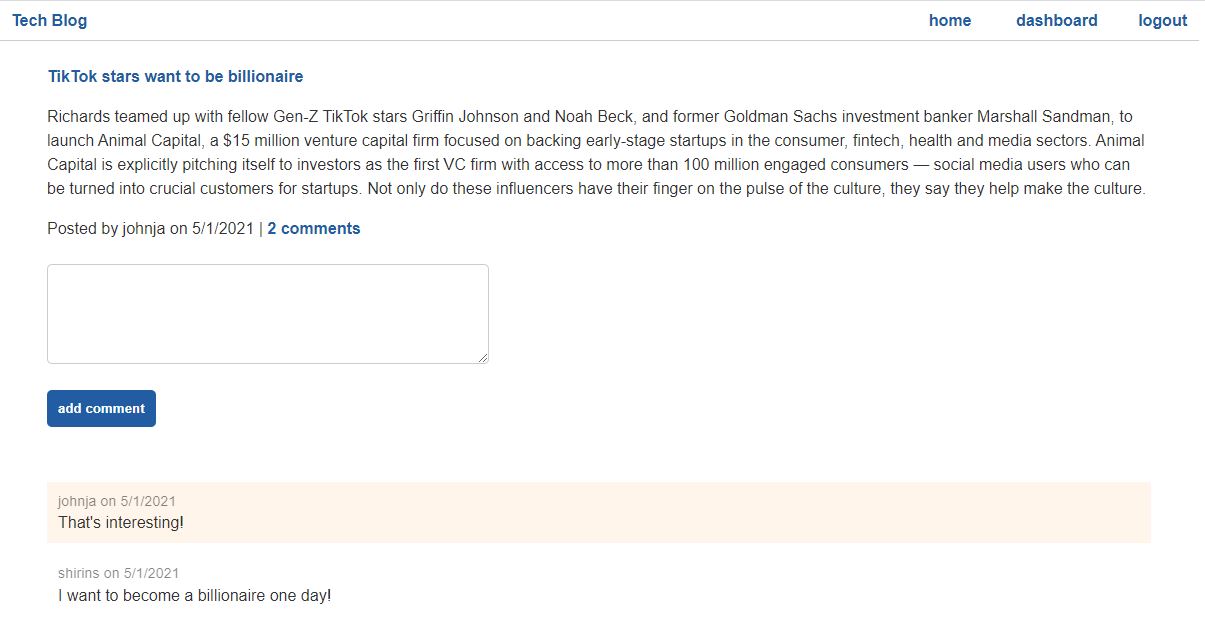 Tech Blog
home dashboard logout
TikTok stars want to be billionaire
Richards teamed up with fellow Gen-Z TikTok stars Griffin Johnson and Noah Beck, and former Goldman Sachs investment banker Marshall Sandman, to
launch Animal Capital, a $15 million venture capital firm focused on backing early-stage startups in the consumer, fintech, health and media sectors. Animal
Capital is explicitly pitching itself to investors as the first VC firm with access to more than 100 million engaged consumers — social media users who can
be turned into crucial customers for startups. Not only do these influencers have their finger on the pulse of the culture, they say they help make the culture.
Posted by johnja on 5/1/2021 | 2 comments
add comment
johnja on 5/1/2021
That's interesting!
shirins on 5/1/2021
I want to become a billionaire one day!